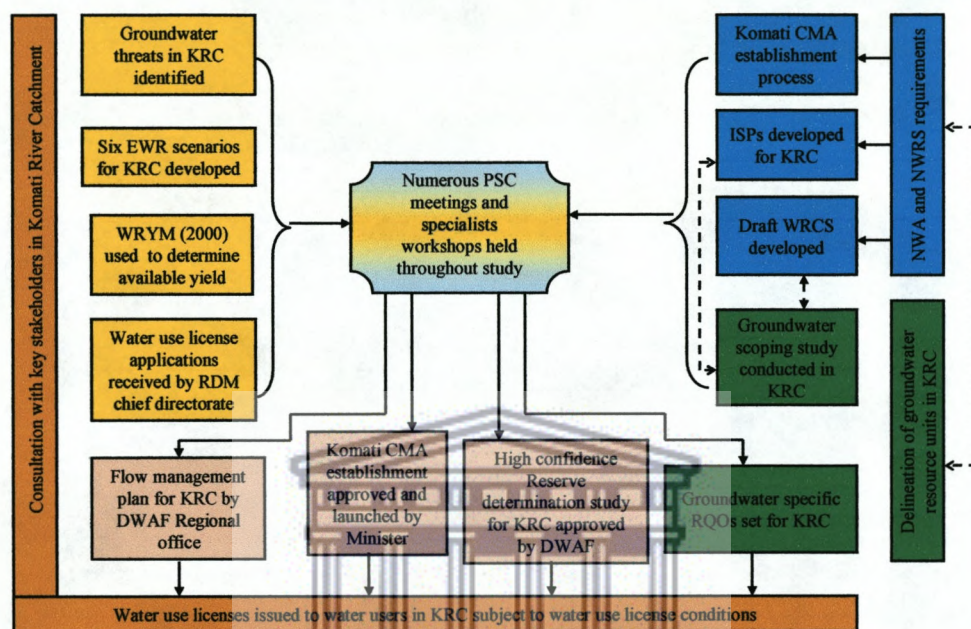 Consultation with key stakeholders in Komati River Catchment
Groundwater
threats in KRC
identified
Six EWR scenarios
for KRC developed
WRYM (2000)
used to determine
available yield
Water use license
applications
received by RDM
chief directorate
Numerous PSC
meetings and
specialists
workshops held
throughout study
Komati CMA
establishment
process
ISPs developed
for KRC
Draft WRCS
developed
Groundwater
scoping study
conducted in
KRC
NWA and NWRS requirements
Delineation of groundwater
resource units in KRC
Flow management
plan for KRC by
DWAF Regional
office
Komati CMA
establishment
approved and
launched by
Minister
High confidence
Reserve
determination study
for KRC approved
by DWAF
Groundwater specific
RQOs set for KRC
Water use licenses issued to water users in KRC subject to water use license conditions